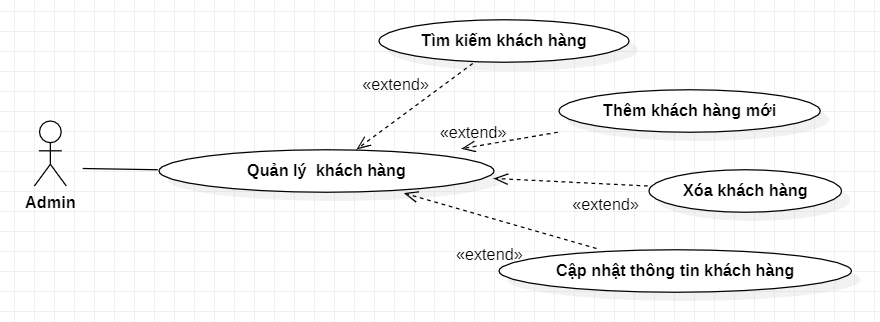 Tìm kiếm khách hàng
«extend»
Thêm khách hàng mới
«extend»
Quản lý  khách hàng
Admin
Xóa khách hàng
«extend»
«extend»
Cập nhật thông tin khách hàng